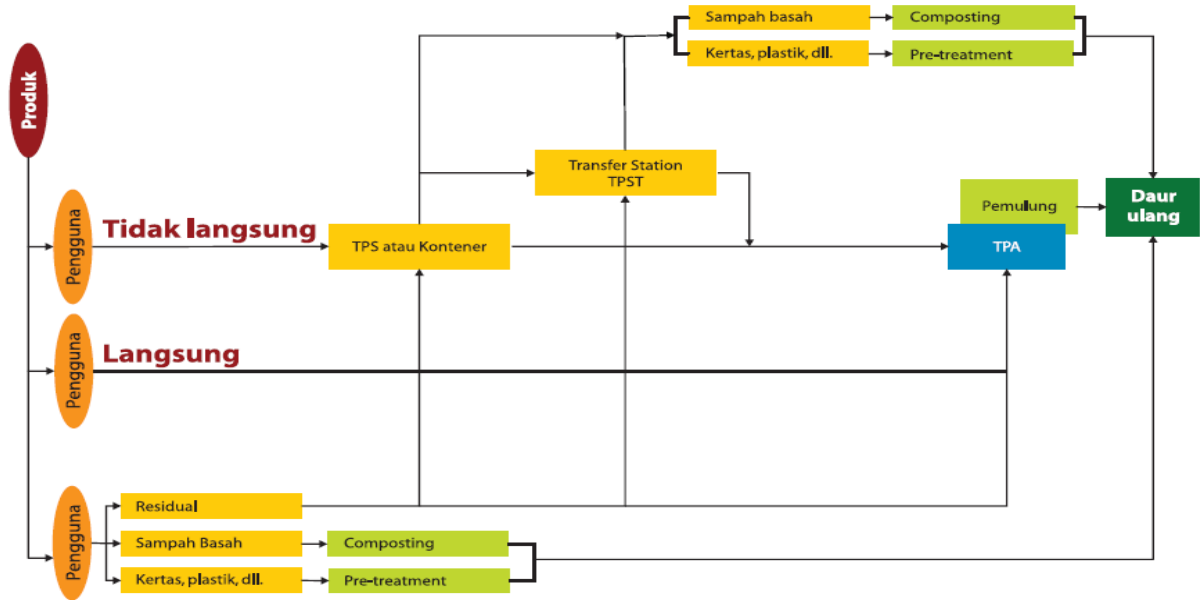 Sampah basah
Composting
Kertas, plastik, dll.
Pre-treatment
Produk
Transfer Station
TPST
Pengguna
Tidak langsung
TPS atau Kontener
Pemulung
TPA
Daur
ulang
Pengguna
Langsung
Pengguna
Residual
Sampah Basah
Composting
Kertas, plastik, dll.
Pre-treatment